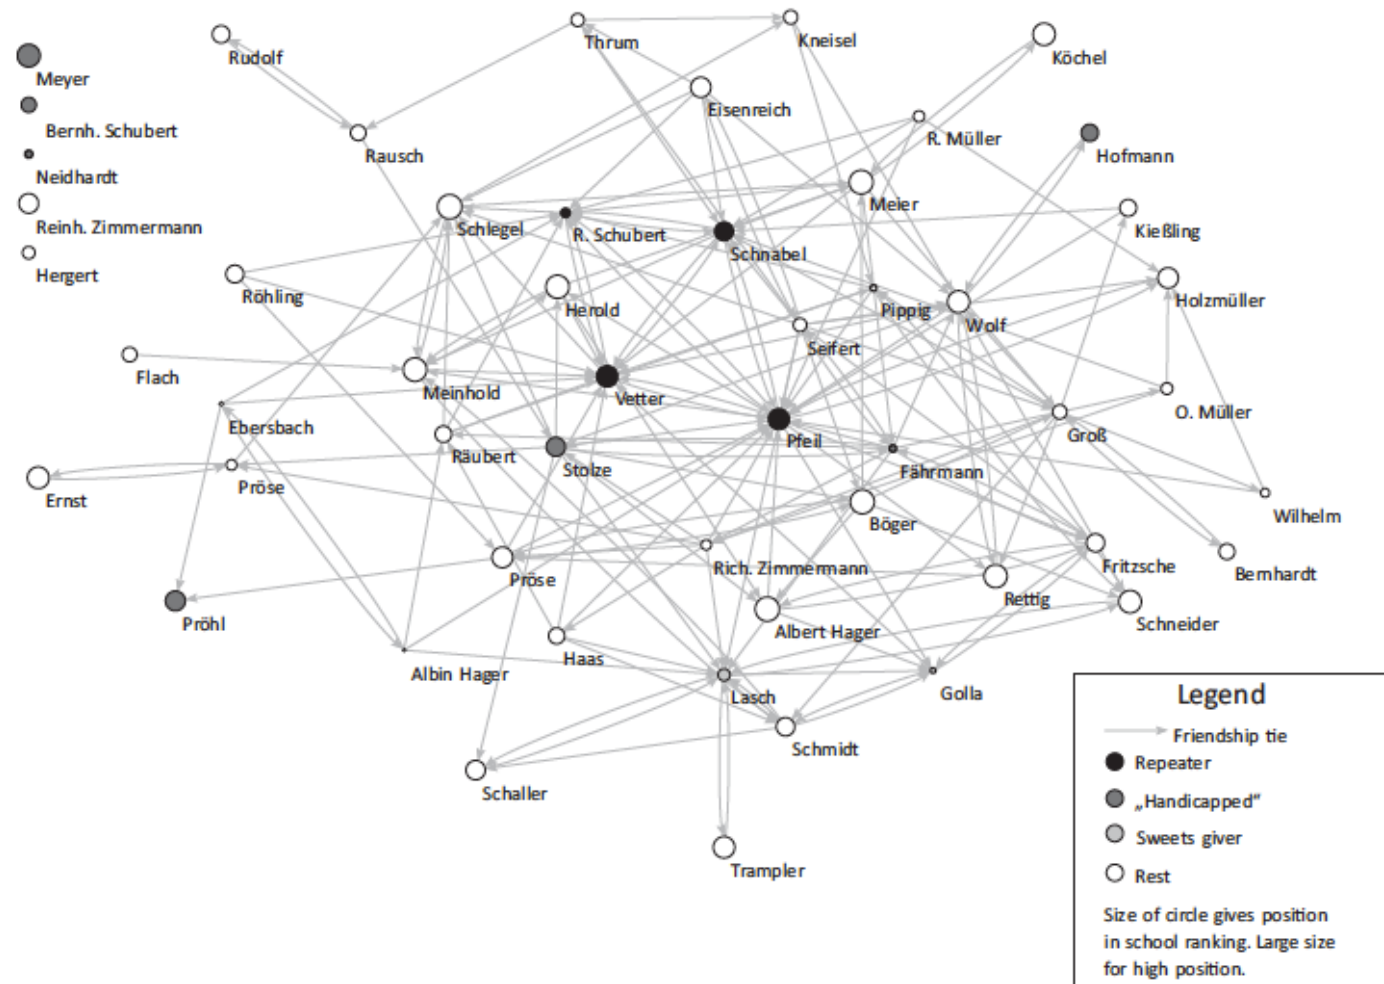 Thrum
Kneisel
Rudolf
Köchel
Meyer
Eisenreich
Bernh. Schubert
R. Müller
Rausch
Hofmann
Neidhardt
Meier
Reinh. Zimmermann
Schlegel
R. Schubert
Schnabel
Kießling
Hergert
Röhling
Herold
Pippig
Wolf
Holzmüller
Seifert
Flach
Meinhold
Vetter
O. Müller
Ebersbach
Räubert
Stolze
Pfeil
Fährmann
Groß
Ernst
Pröse
Böger
Wilhelm
Pröse
Rich. Zimmermann
Fritzsche
Bernhardt
Rettig
Pröhl
Albert Hager
Schneider
Albin Hager
Haas
Lasch
Golla
Schmidt
Schaller
Trampler
Legend
Friendship tie
Repeater
„Handicapped“
Sweets giver
Rest
Size of circle gives position
in school ranking. Large size
for high position.